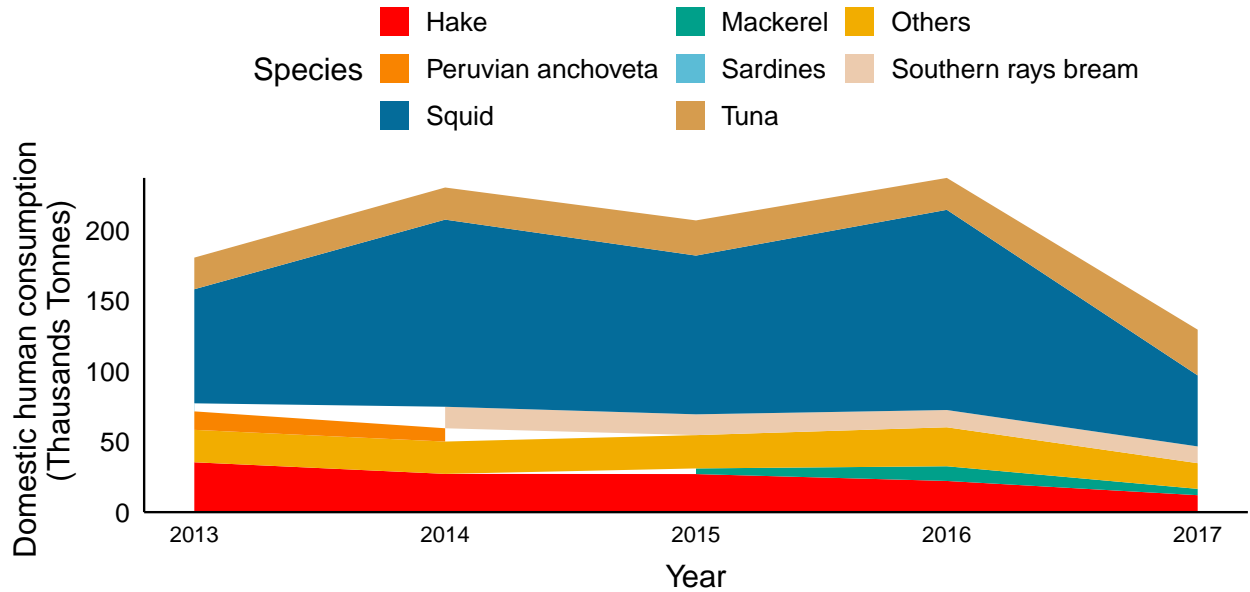 Species
Hake
Mackerel
Others
Peruvian anchoveta
Sardines
Southern rays bream
Squid
Tuna
Domestic human consumption
(Thausands Tonnes)
200
150
100
50
0
2013 2014 2015 2016 2017
Year